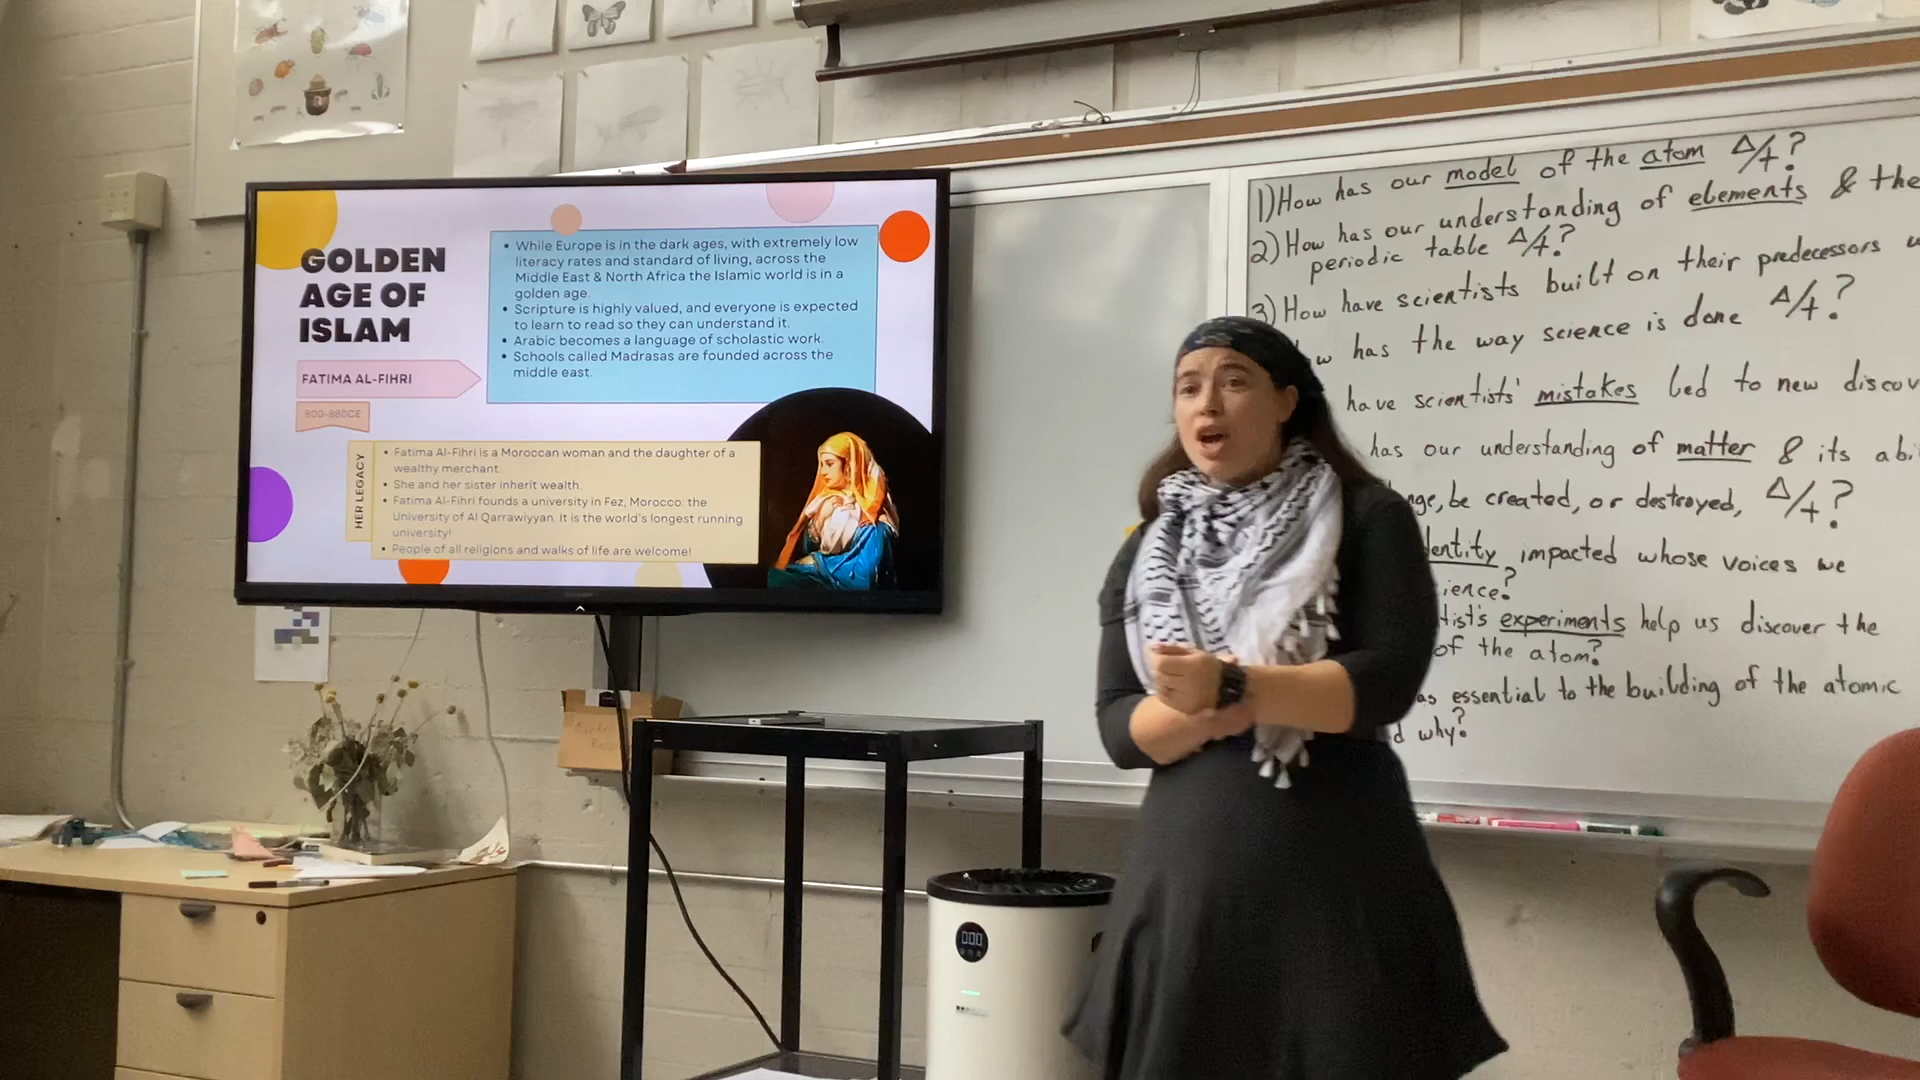 GOLDEN
AGE OF
ISLAM
FATIMA AL-FIHRI
800-880CE
• While Europe is in the dark ages, with extremely low
literacy rates and standard of living, across the
Middle East & North Africa the Islamic world is in a
golden age.
• Scripture is highly valued, and everyone is expected
to learn to read so they can understand it.
• Arabic becomes a language of scholastic work.
• Schools called Madrasas are founded across the
middle east.
HER LEGACY
• Fatima Al-Fihri is a Moroccan woman and the daughter of a
wealthy merchant.
• She and her sister inherit wealth.
• Fatima Al-Fihri founds a university in Fez, Morocco: the
University of Al Qarrawiyyan. It is the world's longest running
university!
• People of all religions and walks of life are welcome!
1) How has our model of the atom Δ/t?
2) How has our understanding of elements & the
periodic table Δ/t?
3) How have scientists built on their predecessors
has the way science is done Δ/t?
have scientists' mistakes led to new
has our understanding of matter & its
be created, or destroyed, Δ/t?
impacted whose voices we
experiments help us discover the
of the atom?
essential to the building of the atomic
why?
000